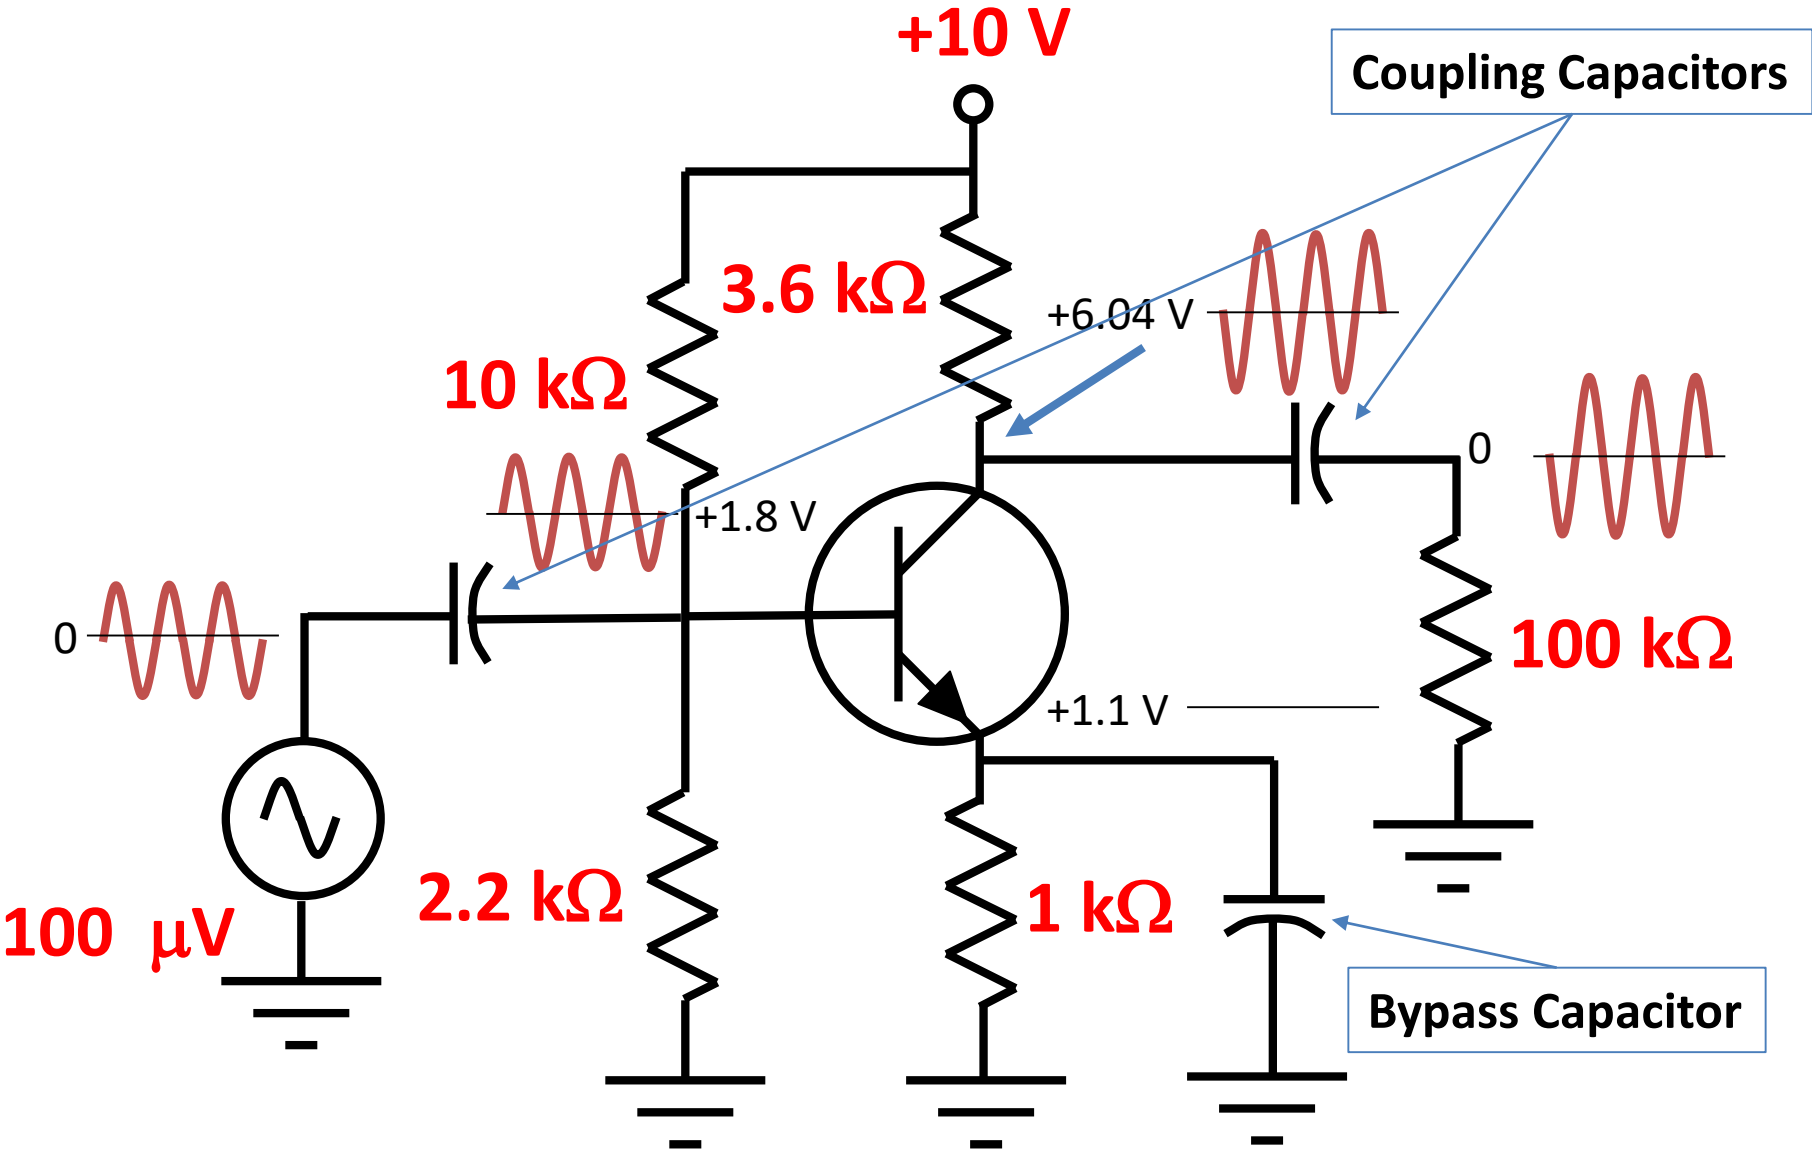 +10 V
Coupling Capacitors
3.6 kΩ
+6.04 V
10 kΩ
0
+1.8 V
0
100 kΩ
+1.1 V
2.2 kΩ
1 kΩ
100 μV
Bypass Capacitor